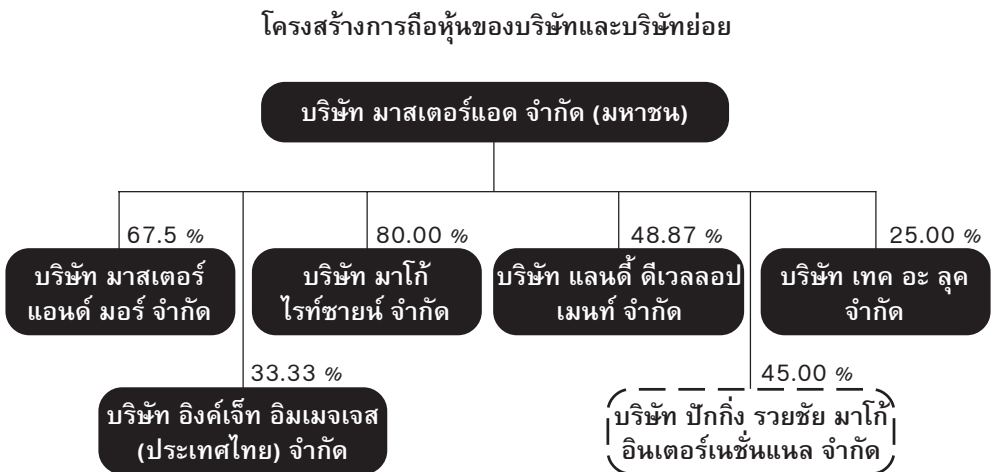 โครงสร้างการถือหุ้นของบริษัทและบริษัทย่อย
บริษัท มาสเตอร์แอด จำกัด (มหาชน)
67.5 %
บริษัท มาสเตอร์
แอนด์ มอร์ จำกัด
80.00 %
บริษัท มาโก้
ไรท์ซายน์ จำกัด
48.87 %
บริษัท แลนดี้ ดีเวลลอป
เมนท์ จำกัด
25.00 %
บริษัท เทค อะ ลุค
จำกัด
33.33 %
บริษัท อิงค์เจ็ท อิมเมจเจส
(ประเทศไทย) จำกัด
45.00 %
บริษัท ปักกิ่ง รวยชัย มาโก้
อินเตอร์เนชั่นแนล จำกัด